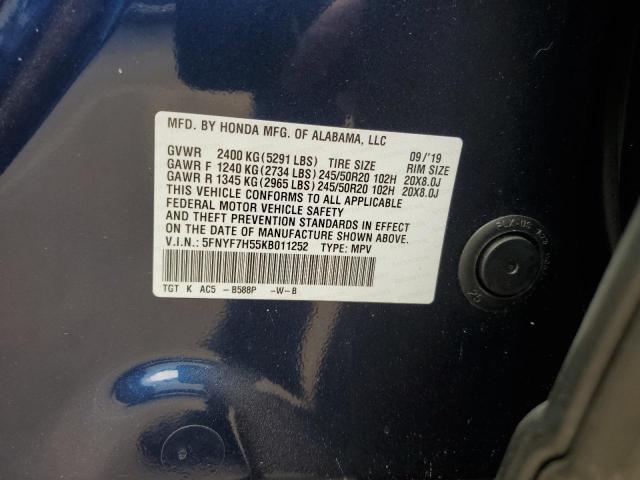 MFD. BY HONDA MFG. OF ALABAMA, LLC
GVWR 2400 KG(5291 LBS) TIRE SIZE 09/'19 RIM SIZE
GAWR F 1240 KG(2734 LBS)245/50R20 102H 20X8.0J
GAWR R 1345 KG(2965 LBS)245/50R20 102H 20X8.0J
THIS VEHICLE CONFORMS TO ALL APPLICABLE
FEDERAL MOTOR VEHICLE SAFETY
AND THEFT PREVENTION STANDARDS IN EFFECT
ON THE DATE OF MANUFACTURE SHOWN ABOVE.
V.I.N.: 5FNYF7H55KB011252 TYPE: MPV
TGT K AC5 -B588P -W-B